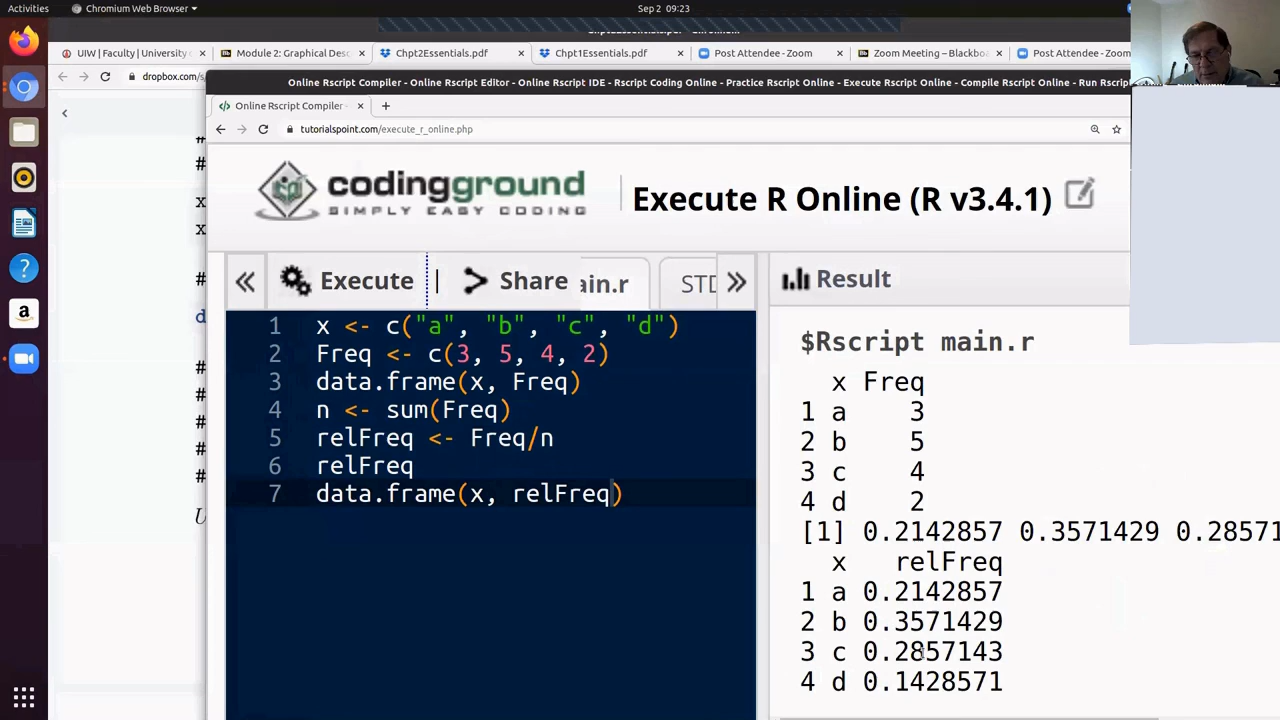 Activities Chromium Web Browser Sep 2 09:23
UIW | Faculty | University Module 2: Graphical Des Chpt2Essentials.pdf Chpt1Essentials.pdf Post Attendee - Zoom Zoom Meeting – Blackboa Post Attendee - Zoom
dropbox.com/s
Online Rscript Compiler - Online Rscript Editor - Online Rscript IDE - Rscript Coding Online - Practice Rscript Online - Execute Rscript Online - Compile Rscript Online - Run Rscrip
Online Rscript Compiler
tutorialspoint.com/execute_r_online.php
codingground
SIMPLY EASY CODING
Execute R Online (R v3.4.1)
Execute | Share ain.r STD
Result
1 x <- c("a", "b", "c", "d")
2 Freq <- c(3, 5, 4, 2)
3 data.frame(x, Freq)
4 n <- sum(Freq)
5 relFreq <- Freq/n
6 relFreq
7 data.frame(x, relFreq)
$Rscript main.r
x Freq
1 a 3
2 b 5
3 c 4
4 d 2
[1] 0.2142857 0.3571429 0.28571
x relFreq
1 a 0.2142857
2 b 0.3571429
3 c 0.2857143
4 d 0.1428571
#
#
x
x
#
d
#
#
#
#
#
U